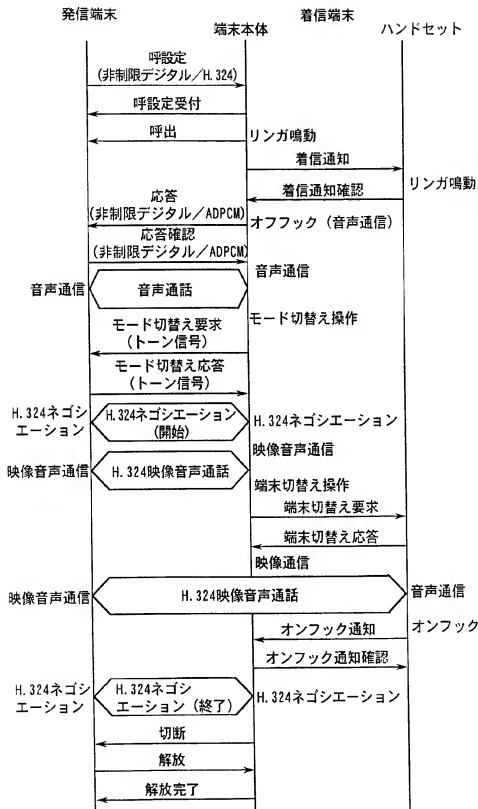 発信端末
着信端末
端末本体
ハンドセット
呼設定
(非制限デジタル／H.324)
呼設定受付
呼出
リンガ鳴動
着信通知
リンガ鳴動
着信通知確認
応答
(非制限デジタル／ADPCM)
オフフック（音声通信）
応答確認
(非制限デジタル／ADPCM)
音声通信
音声通信
音声通話
モード切替え操作
モード切替え要求
(トーン信号)
モード切替え応答
(トーン信号)
H.324ネゴシ
エーション
H.324ネゴシエーション
(開始)
H.324ネゴシエーション
映像音声通信
映像音声通信
H.324映像音声通話
端末切替え操作
端末切替え要求
端末切替え応答
映像通信
映像音声通信
H.324映像音声通話
音声通信
オンフック通知
オンフック
オンフック通知確認
H.324ネゴシ
エーション
H.324ネゴシ
エーション（終了）
H.324ネゴシエーション
切断
解放
解放完了